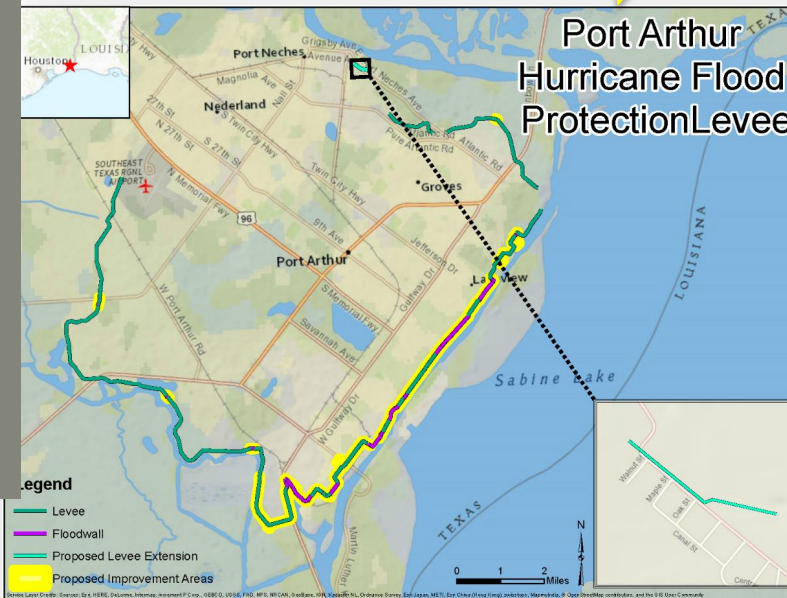 Port Arthur
Hurricane Flood
ProtectionLevee
TEXA
LOUISI
Houston
Hwy
Port Neches
Grigsby Ave
Avenue
Magnolia Ave
Nall St
Neches Ave
Nederland
27th St
N 27th St
S 27th St
S Twin City Hwy
Atlantic Rd
Pure Atlantic Rd
Atlantic Rd
SOUTHEAST
TEXAS RGNL
AIRPORT
Twin City Hwy
Groves
N Memorial Fwy
96
9th Ave
Jefferson Dr
Port Arthur
Gulfway Dr
Lakeview
LOUISIANA
W Port Arthur Rd
S Memorial Fwy
Savannah Ave
Sabine Lake
W Gulfway Dr
TEXAS
Martin Luther
Walnut St
Maple St
Oak St
Canal St
Centr
Legend
Levee
Floodwall
Proposed Levee Extension
Proposed Improvement Areas
N
0 1 2
Miles